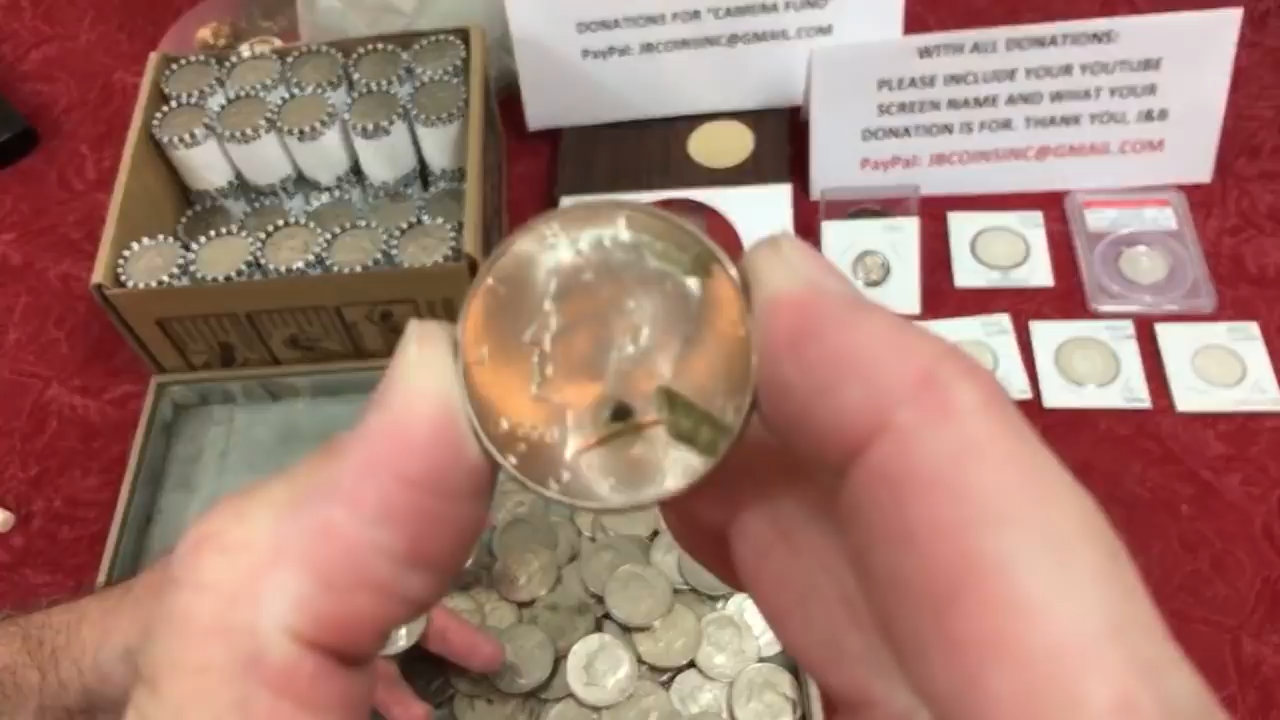 DONATIONS FOR "CAMERA FUND"
PayPal: JBCOINSINC@GMAIL.COM
WITH ALL DONATIONS:
PLEASE INCLUDE YOUR YOUTUBE
SCREEN NAME AND WHAT YOUR
DONATION IS FOR. THANK YOU, J&B
PayPal: JBCOINSINC@GMAIL.COM